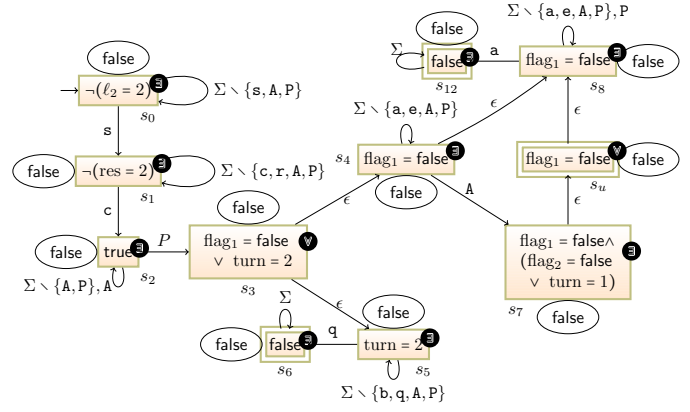 false
¬(ℓ₂ = 2)
∃
Σ ∖ {s, A, P}
s₀
s
false
¬(res = 2)
∃
Σ ∖ {c, r, A, P}
s₁
c
false
true
∃
s₂
Σ ∖ {A, P}, A
P
false
flag₁ = false
∨ turn = 2
∀
s₃
ϵ
ϵ
Σ ∖ {a, e, A, P}
s₄
flag₁ = false
∃
false
ϵ
A
false
Σ
false
∃
s₁₂
a
Σ ∖ {a, e, A, P}, P
flag₁ = false
∃
false
s₈
ϵ
flag₁ = false
∀
false
s_u
ϵ
flag₁ = false∧
(flag₂ = false
∨ turn = 1)
∃
s₇
false
Σ
false
false
∃
s₆
q
false
turn = 2
∃
s₅
Σ ∖ {b, q, A, P}